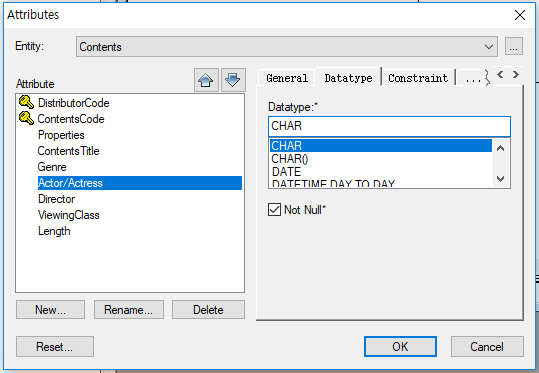 Attributes
Entity:
Contents
...
Attribute
DistributorCode
ContentsCode
Properties
ContentsTitle
Genre
Actor/Actress
Director
ViewingClass
Length
New...
Rename...
Delete
General
Datatype
Constraint
...
Datatype:*
CHAR
CHAR
CHAR()
DATE
DATETIME DAY TO DAY
Not Null*
Reset...
OK
Cancel